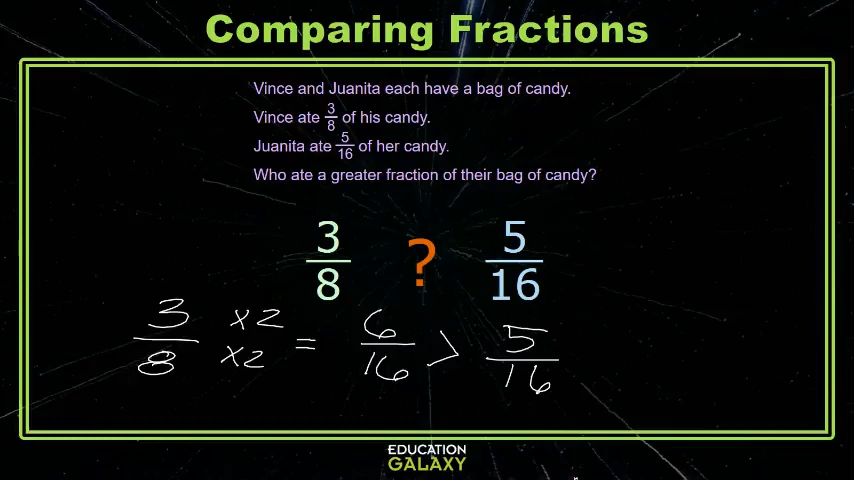 Comparing Fractions
Vince and Juanita each have a bag of candy.
Vince ate 3/8 of his candy.
Juanita ate 5/16 of her candy.
Who ate a greater fraction of their bag of candy?
3/8 ? 5/16
3/8 x2/x2 = 6/16 > 5/16
EDUCATION
GALAXY